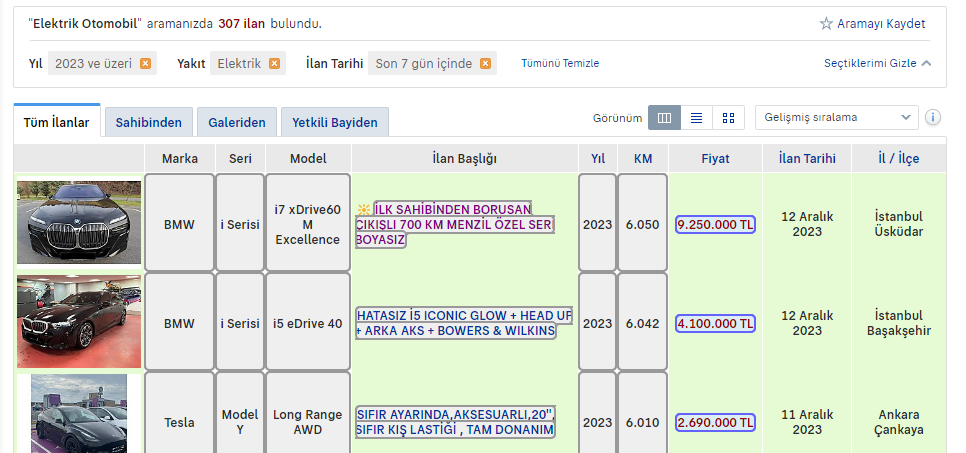 "Elektrik Otomobil" aramanızda 307 ilan bulundu.
Aramayı Kaydet
Yıl 2023 ve üzeri Yakıt Elektrik İlan Tarihi Son 7 gün içinde Tümünü Temizle Seçtiklerimi Gizle
Tüm İlanlar Sahibinden Galeriden Yetkili Bayiden
Görünüm Gelişmiş sıralama
Marka Seri Model İlan Başlığı Yıl KM Fiyat İlan Tarihi İl / İlçe
BMW
i Serisi
i7 xDrive60
M
Excellence
İLK SAHİBİNDEN BORUSAN
ÇIKIŞLI 700 KM MENZİL ÖZEL SERİ
BOYASIZ
2023
6.050
9.250.000 TL
12 Aralık
2023
İstanbul
Üsküdar
BMW
i Serisi
i5 eDrive 40
HATASIZ İ5 ICONIC GLOW + HEAD UP
+ ARKA AKS + BOWERS & WILKINS
2023
6.042
4.100.000 TL
12 Aralık
2023
İstanbul
Başakşehir
Tesla
Model
Y
Long Range
AWD
SIFIR AYARINDA,AKSESUARLI,20",
SIFIR KIŞ LASTİĞİ , TAM DONANIM
2023
6.010
2.690.000 TL
11 Aralık
2023
Ankara
Çankaya